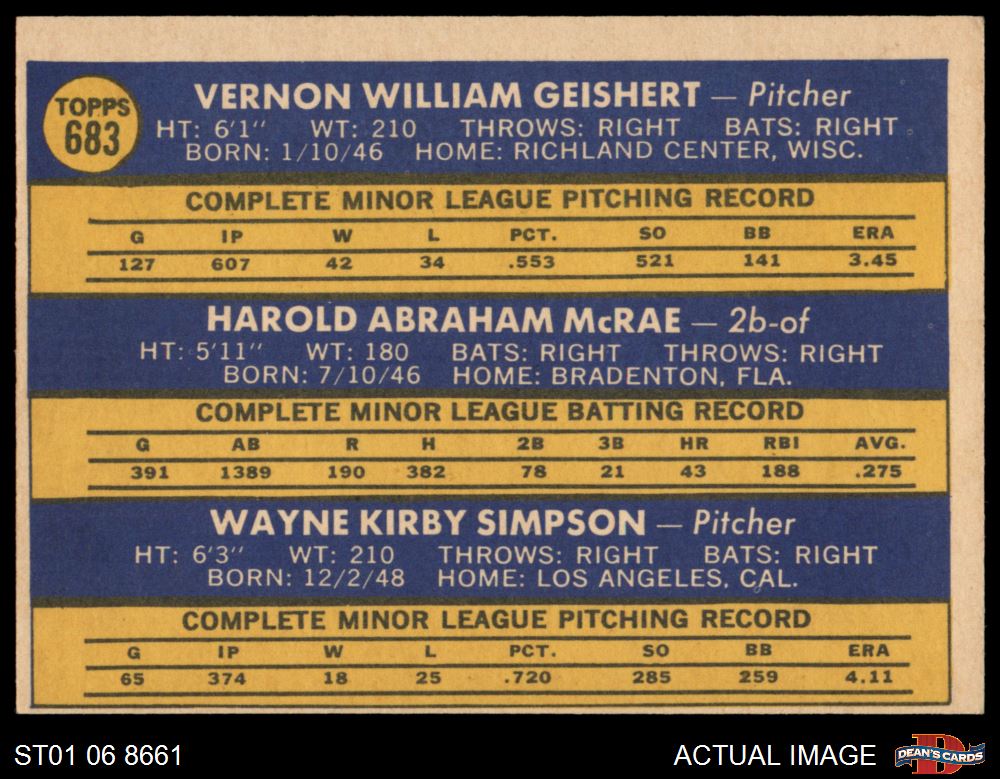 TOPPS
683
VERNON WILLIAM GEISHERT — Pitcher
HT: 6'1" WT: 210 THROWS: RIGHT BATS: RIGHT
BORN: 1/10/46 HOME: RICHLAND CENTER, WISC.
COMPLETE MINOR LEAGUE PITCHING RECORD
G IP W L PCT. SO BB ERA
127 607 42 34 .553 521 141 3.45
HAROLD ABRAHAM McRAE — 2b-of
HT: 5'11" WT: 180 BATS: RIGHT THROWS: RIGHT
BORN: 7/10/46 HOME: BRADENTON, FLA.
COMPLETE MINOR LEAGUE BATTING RECORD
G AB R H 2B 3B HR RBI AVG.
391 1389 190 382 78 21 43 188 .275
WAYNE KIRBY SIMPSON — Pitcher
HT: 6'3" WT: 210 THROWS: RIGHT BATS: RIGHT
BORN: 12/2/48 HOME: LOS ANGELES, CAL.
COMPLETE MINOR LEAGUE PITCHING RECORD
G IP W L PCT. SO BB ERA
65 374 18 25 .720 285 259 4.11
ST01 06 8661 ACTUAL IMAGE
D
DEAN'S CARDS